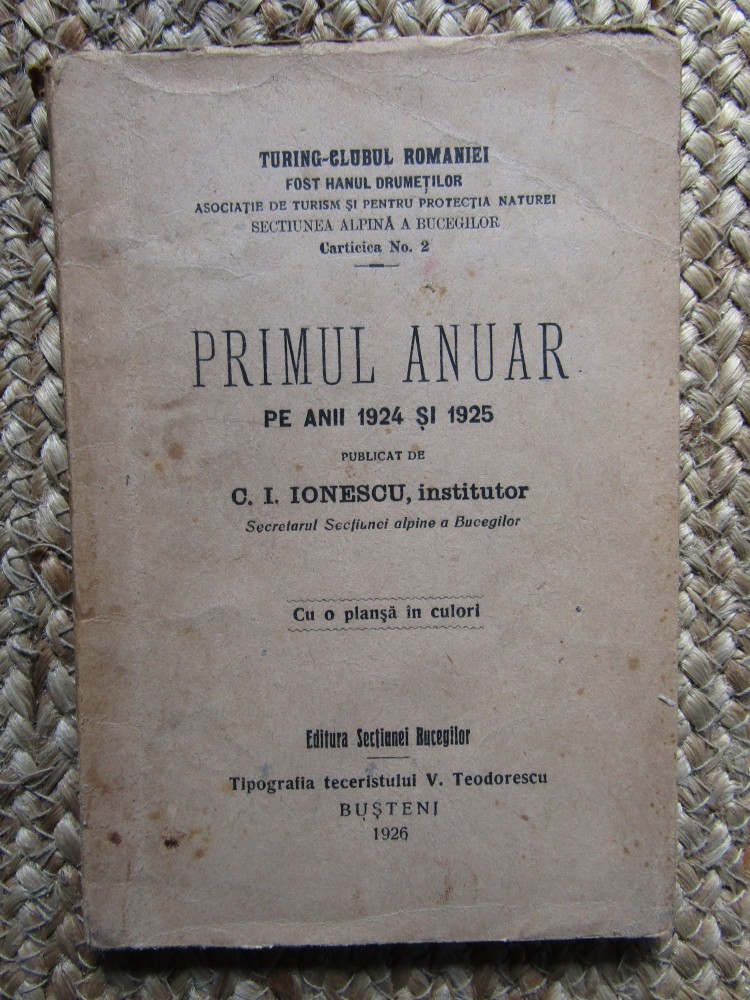 TURING-CLUBUL ROMANIEI
FOST HANUL DRUMEȚILOR
ASOCIAȚIE DE TURISM ȘI PENTRU PROTECȚIA NATUREI
SECTIUNEA ALPINĂ A BUCEGILOR
Carticica No. 2
PRIMUL ANUAR
PE ANII 1924 ȘI 1925
PUBLICAT DE
C. I. IONESCU, institutor
Secretarul Secțiunei alpine a Bucegilor
Cu o planșă în culori
Editura Secțiunei Bucegilor
Tipografia teceristului V. Teodorescu
BUȘTENI
1926